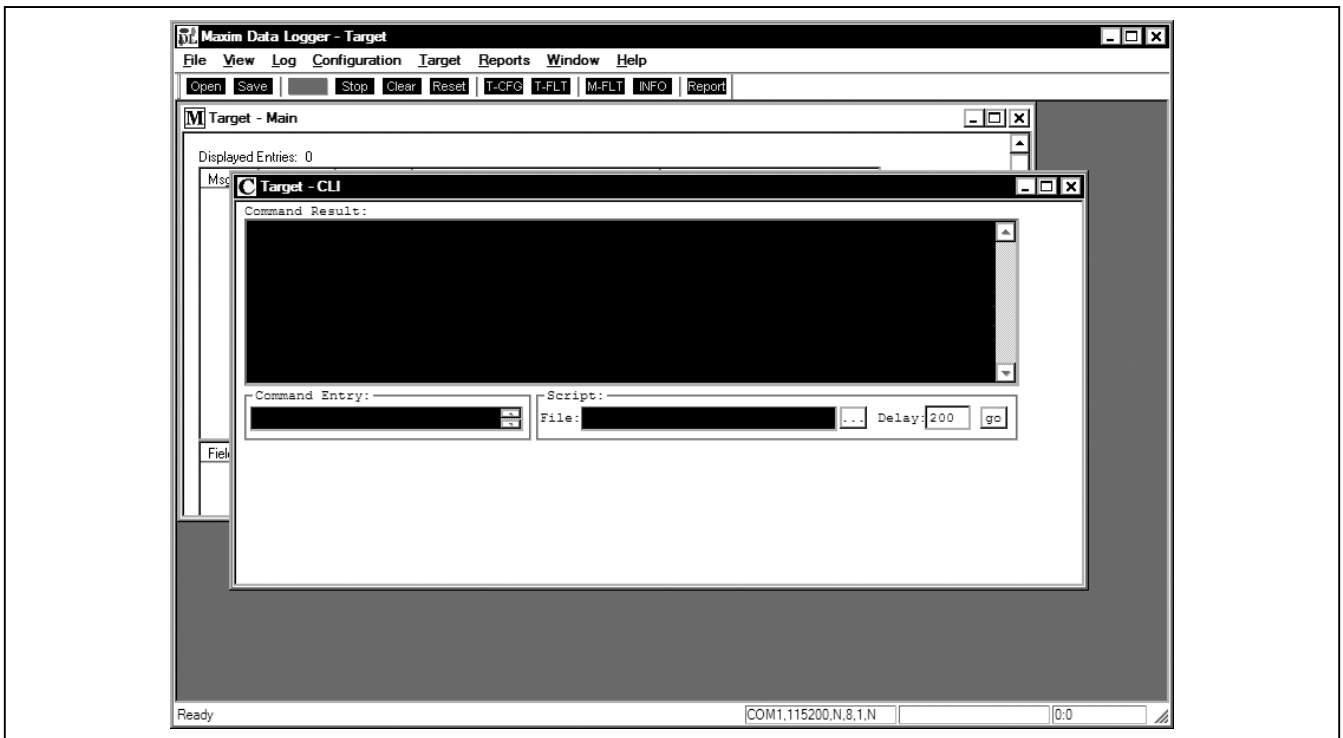 Maxim Data Logger - Target
File View Log Configuration Target Reports Window Help
Open Save Stop Clear Reset T-CFG T-FLT M-FLT INFO Report
M Target - Main
Displayed Entries: 0
Msg
C Target - CLI
Command Result:
Command Entry: Script:
File: ... Delay: 200 go
Field
Ready COM1,115200,N,8,1,N 0:0